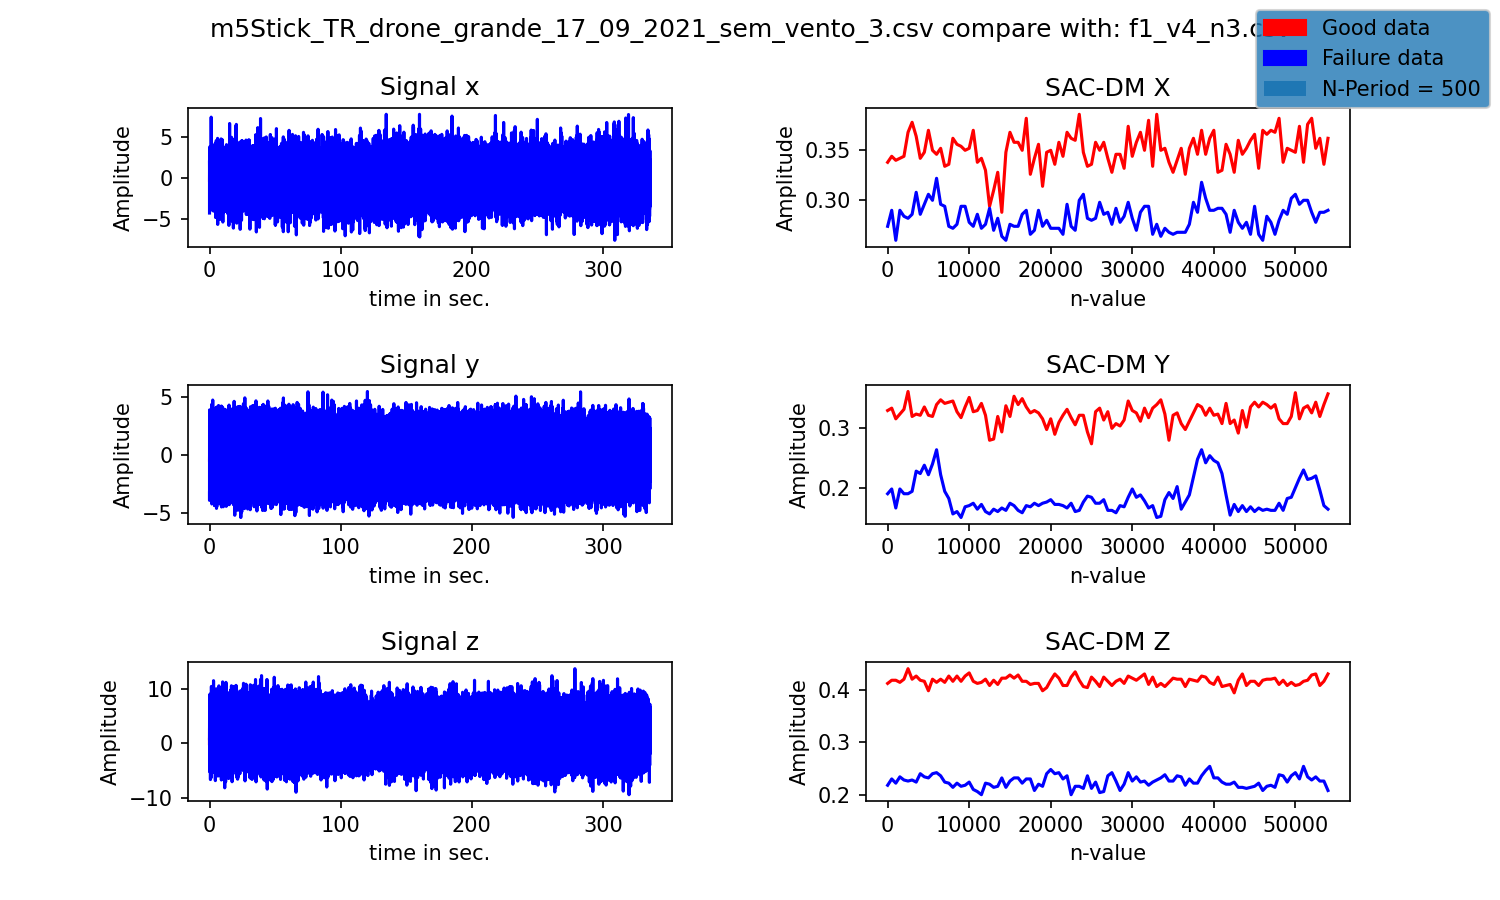 m5Stick_TR_drone_grande_17_09_2021_sem_vento_3.csv compare with: f1_v4_n3.csv
Good data
Failure data
N-Period = 500
Signal x
Amplitude
5
0
−5
0 100 200 300
time in sec.
SAC-DM X
Amplitude
0.35
0.30
0 10000 20000 30000 40000 50000
n-value
Signal y
Amplitude
5
0
−5
0 100 200 300
time in sec.
SAC-DM Y
Amplitude
0.3
0.2
0 10000 20000 30000 40000 50000
n-value
Signal z
Amplitude
10
0
−10
0 100 200 300
time in sec.
SAC-DM Z
Amplitude
0.4
0.3
0.2
0 10000 20000 30000 40000 50000
n-value